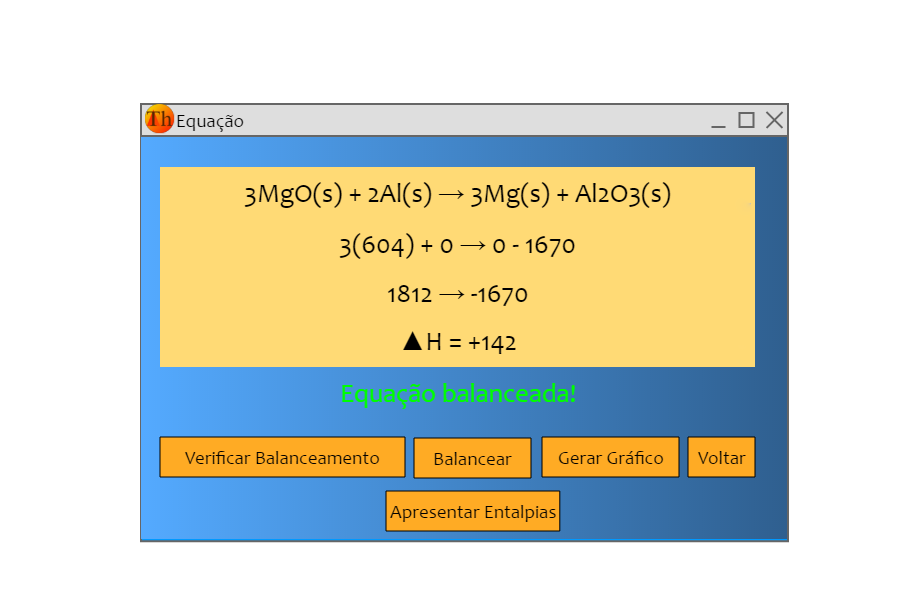 Th Equação
3MgO(s) + 2Al(s) → 3Mg(s) + Al2O3(s)
3(604) + 0 → 0 - 1670
1812 → -1670
▲H = +142
Equação balanceada!
Verificar Balanceamento Balancear Gerar Gráfico Voltar
Apresentar Entalpias